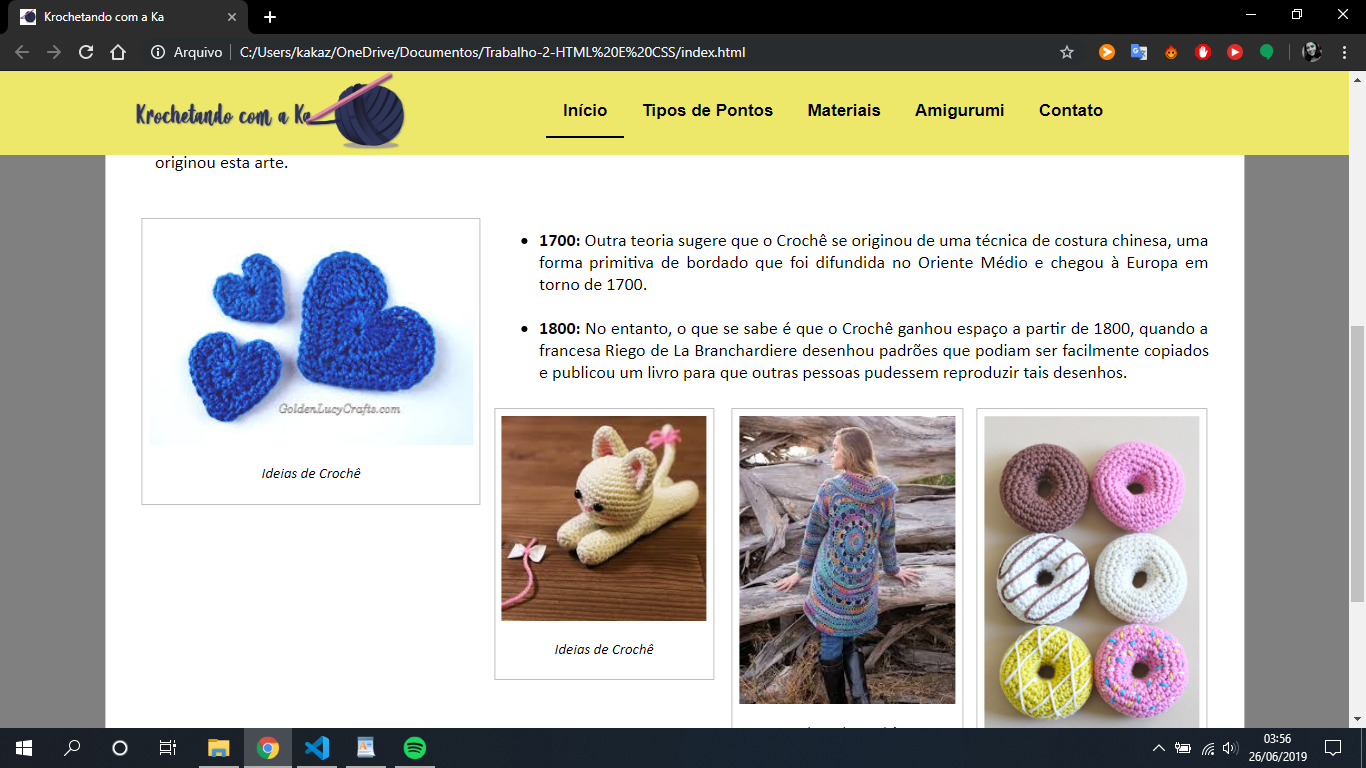 Krochetando com a Ka
Arquivo
C:/Users/kakaz/OneDrive/Documentos/Trabalho-2-HTML%20E%20CSS/index.html
Krochetando com a Ka
Início
Tipos de Pontos
Materiais
Amigurumi
Contato
originou esta arte.
1700: Outra teoria sugere que o Crochê se originou de uma técnica de costura chinesa, uma
forma primitiva de bordado que foi difundida no Oriente Médio e chegou à Europa em
torno de 1700.
1800: No entanto, o que se sabe é que o Crochê ganhou espaço a partir de 1800, quando a
francesa Riego de La Branchardiere desenhou padrões que podiam ser facilmente copiados
e publicou um livro para que outras pessoas pudessem reproduzir tais desenhos.
GoldenLucyCrafts.com
Ideias de Crochê
Ideias de Crochê
03:56
26/06/2019